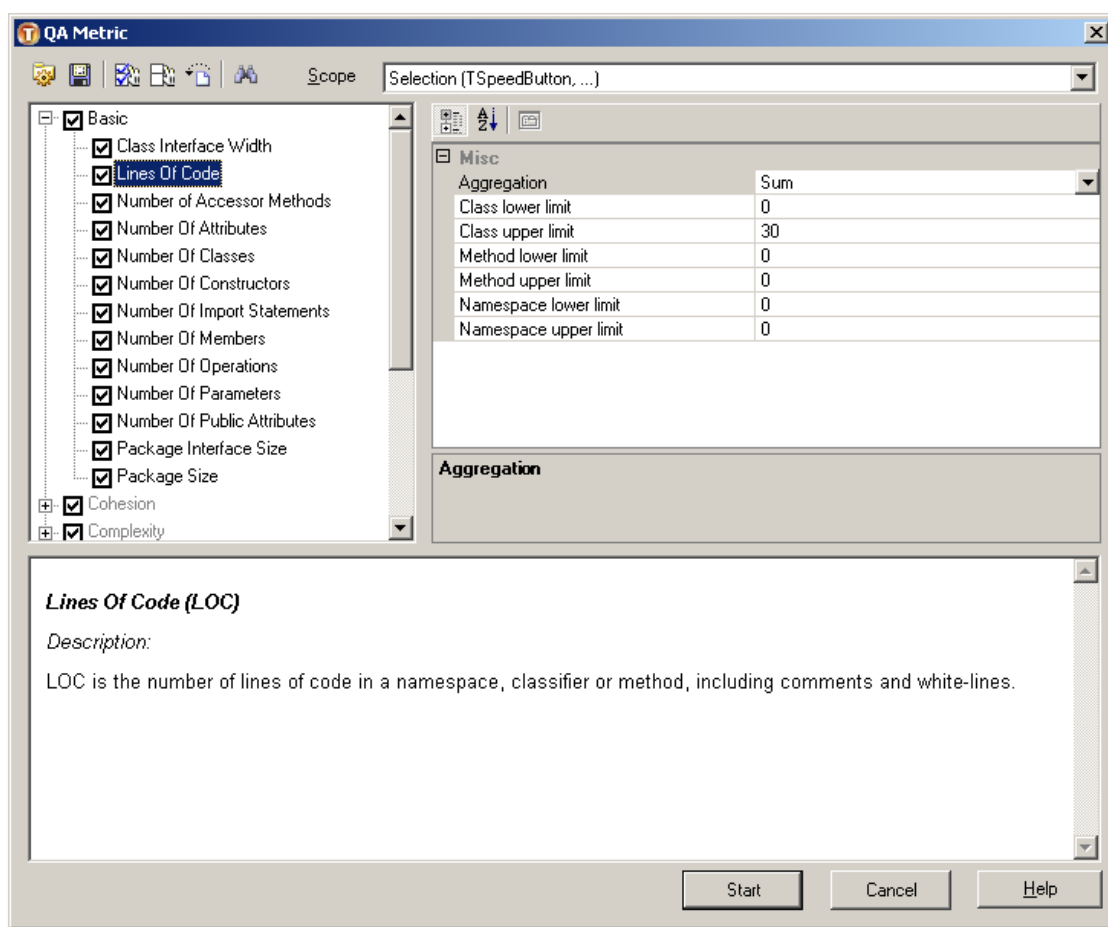 QA Metric
Scope
Selection (TSpeedButton, ...)
Basic
Class Interface Width
Lines Of Code
Number of Accessor Methods
Number Of Attributes
Number Of Classes
Number Of Constructors
Number Of Import Statements
Number Of Members
Number Of Operations
Number Of Parameters
Number Of Public Attributes
Package Interface Size
Package Size
Cohesion
Complexity
Misc
Aggregation Sum
Class lower limit 0
Class upper limit 30
Method lower limit 0
Method upper limit 0
Namespace lower limit 0
Namespace upper limit 0
Aggregation
Lines Of Code (LOC)
Description:
LOC is the number of lines of code in a namespace, classifier or method, including comments and white-lines.
Start
Cancel
Help